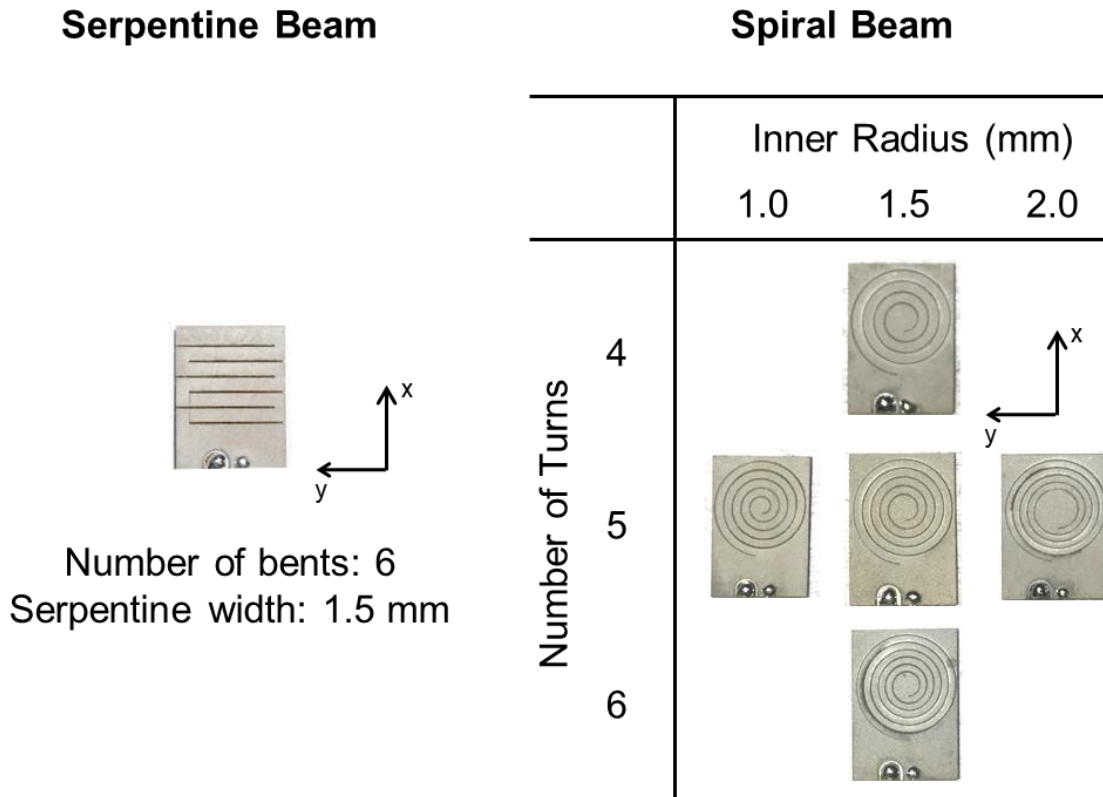 Serpentine Beam
x
y
Number of bents: 6
Serpentine width: 1.5 mm
Spiral Beam
Inner Radius (mm)
1.0 1.5 2.0
Number of Turns
4
x
y
5
6